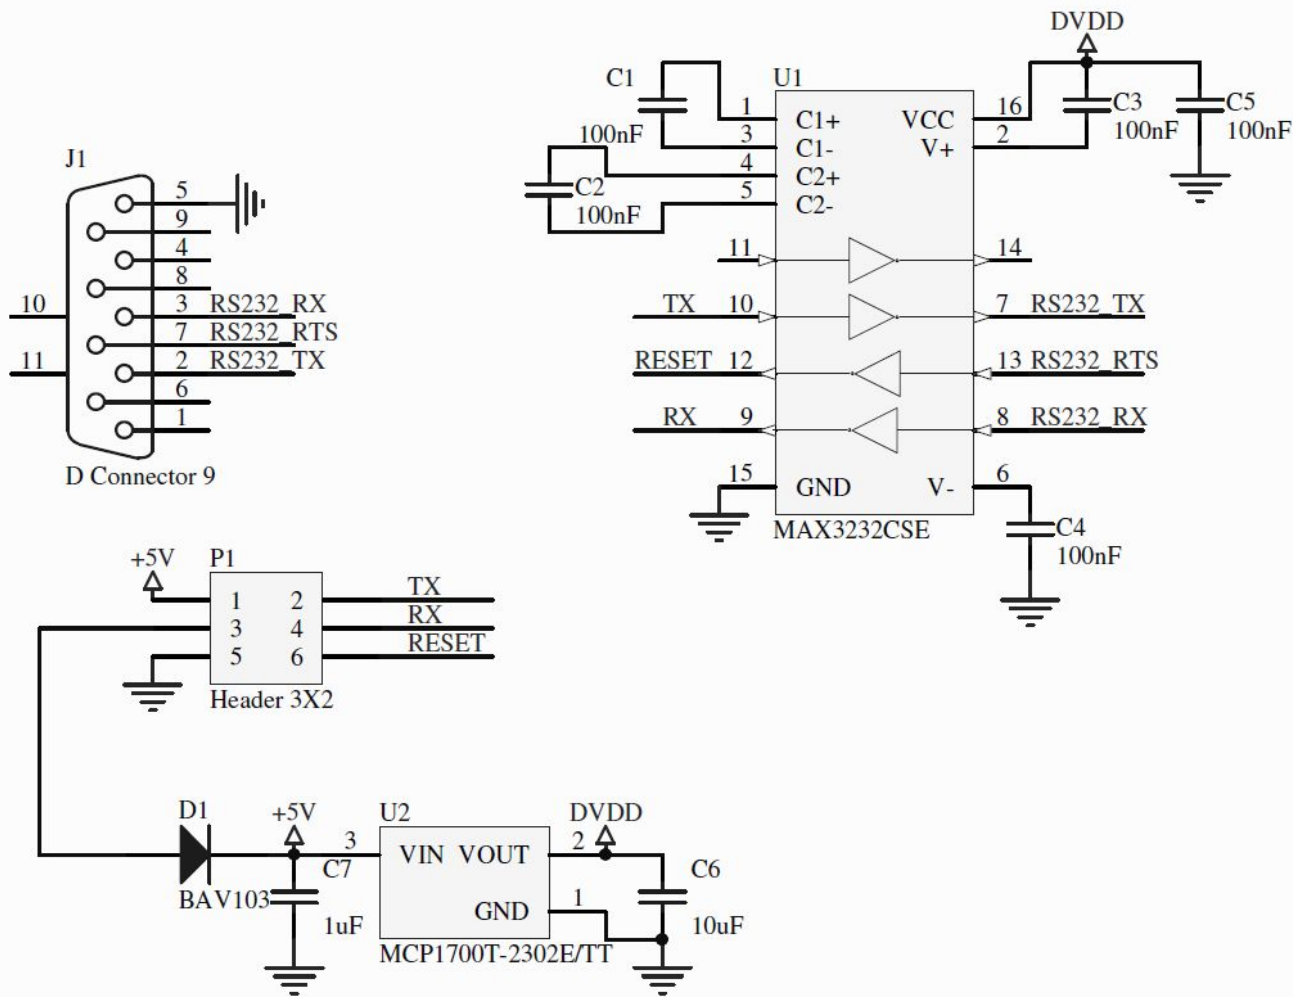 DVDD
C1
U1
1
16
C3
C5
C1+
VCC
100nF
3
2
100nF
100nF
C1-
V+
J1
4
C2+
5
C2
5
C2-
100nF
9
4
11
14
8
10
3
RS232_RX
TX
10
7
RS232_TX
7
RS232_RTS
11
2
RS232_TX
RESET
12
13
RS232_RTS
6
1
RX
9
8
RS232_RX
D Connector 9
15
GND
V-
6
MAX3232CSE
C4
100nF
+5V
P1
1 2
TX
3 4
RX
5 6
RESET
Header 3X2
D1
+5V
U2
DVDD
3
VIN VOUT
2
C7
C6
BAV103
1uF
GND
1
10uF
MCP1700T-2302E/TT